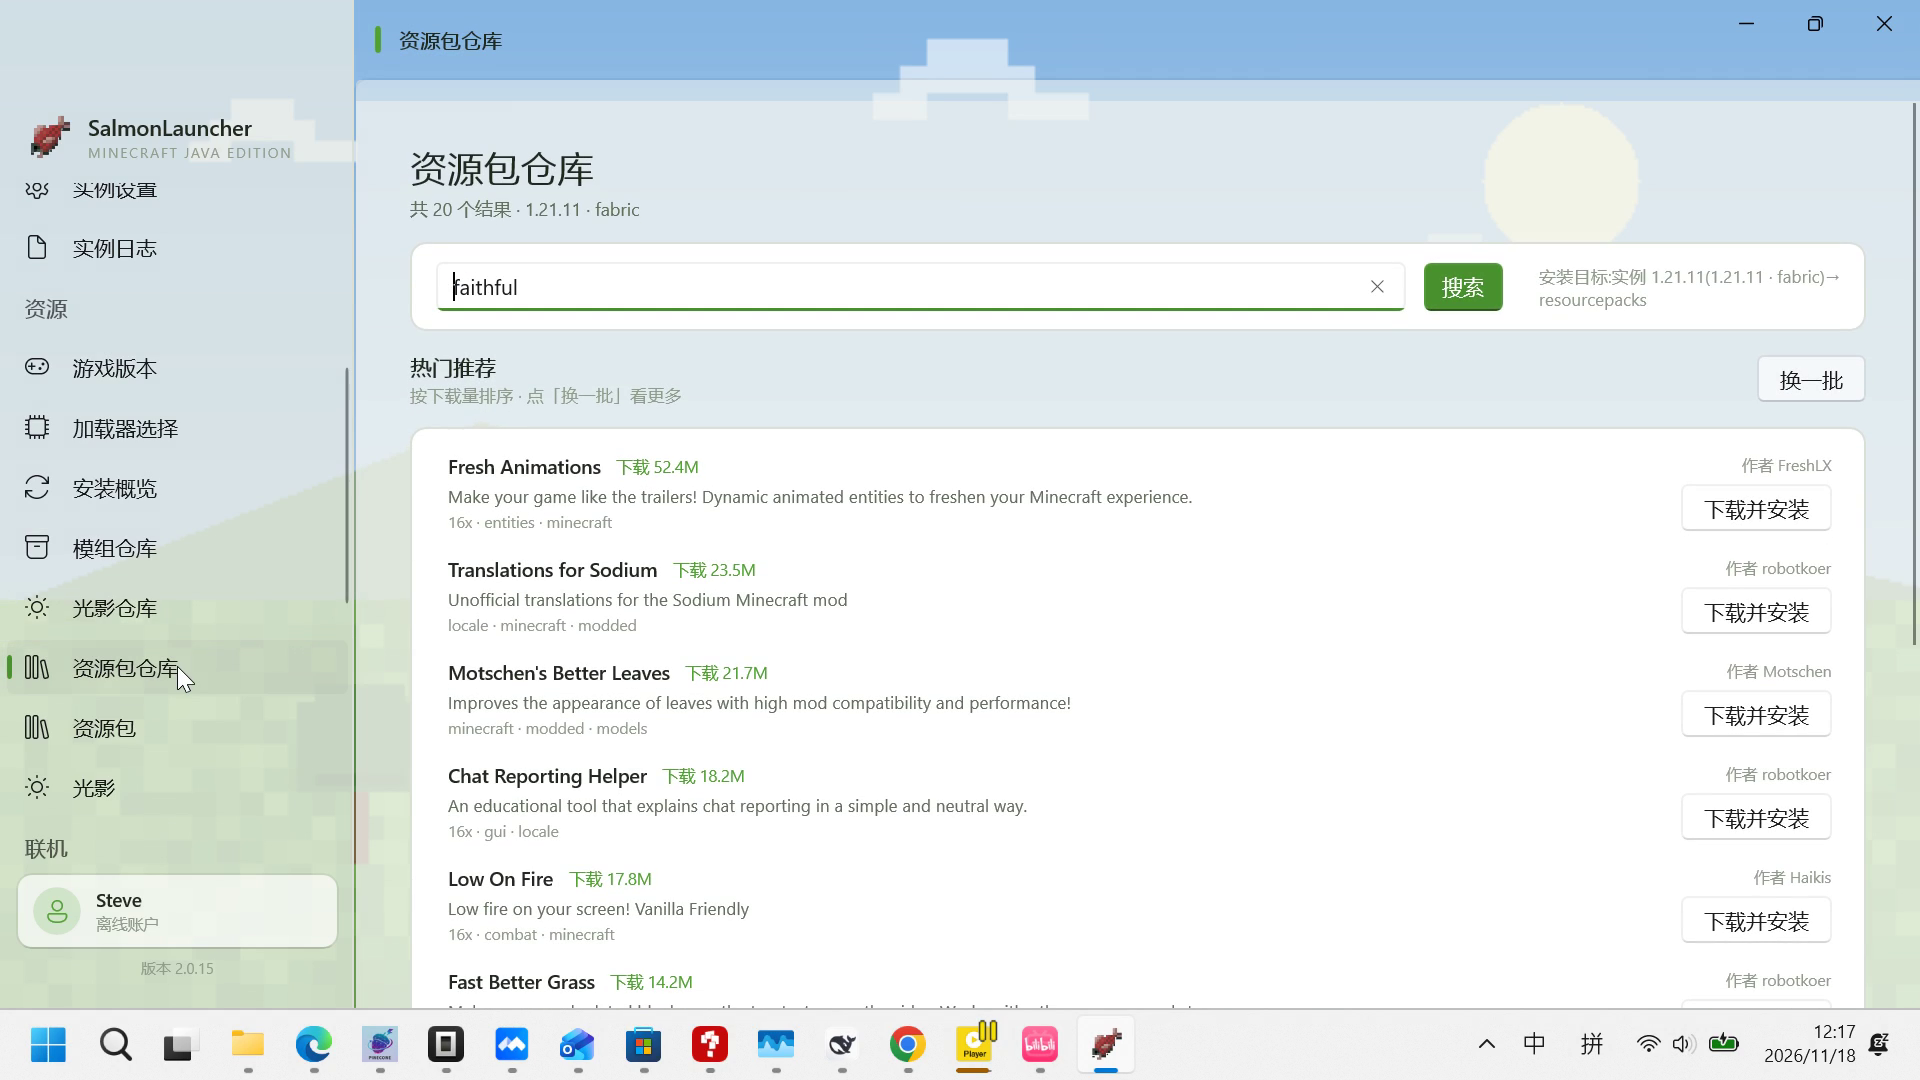 资源包仓库
SalmonLauncher
MINECRAFT JAVA EDITION
实例设置
实例日志
资源
游戏版本
加载器选择
安装概览
模组仓库
光影仓库
资源包仓库
资源包
光影
联机
Steve
离线账户
版本 2.0.15
资源包仓库
共 20 个结果 · 1.21.11 · fabric
faithful
搜索
安装目标:实例 1.21.11(1.21.11 · fabric)→
resourcepacks
热门推荐
按下载量排序 · 点「换一批」看更多
换一批
Fresh Animations 下载 52.4M
作者 FreshLX
Make your game like the trailers! Dynamic animated entities to freshen your Minecraft experience.
16x · entities · minecraft
下载并安装
Translations for Sodium 下载 23.5M
作者 robotkoer
Unofficial translations for the Sodium Minecraft mod
locale · minecraft · modded
下载并安装
Motschen's Better Leaves 下载 21.7M
作者 Motschen
Improves the appearance of leaves with high mod compatibility and performance!
minecraft · modded · models
下载并安装
Chat Reporting Helper 下载 18.2M
作者 robotkoer
An educational tool that explains chat reporting in a simple and neutral way.
16x · gui · locale
下载并安装
Low On Fire 下载 17.8M
作者 Haikis
Low fire on your screen! Vanilla Friendly
16x · combat · minecraft
下载并安装
Fast Better Grass 下载 14.2M
作者 robotkoer
PINECONE
Player
bilibili
中
拼
12:17
2026/11/18